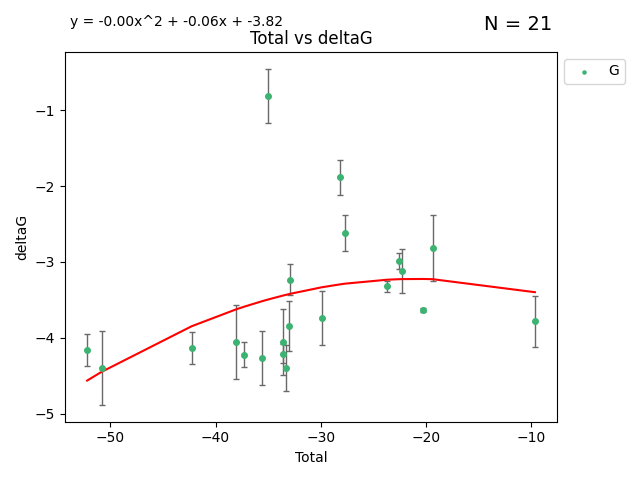 y = -0.00x^2 + -0.06x + -3.82
N = 21
Total vs deltaG
G
−1
−2
−3
−4
−5
deltaG
−50
−40
−30
−20
−10
Total